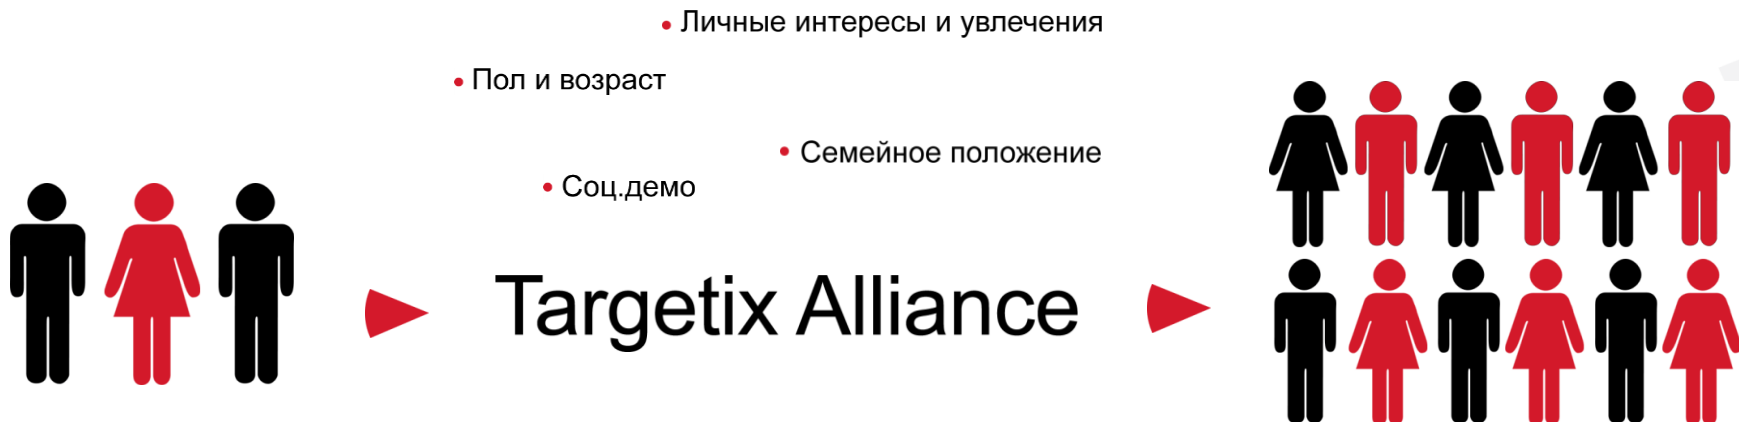 • Личные интересы и увлечения
• Пол и возраст
• Семейное положение
• Соц.демо
Targetix Alliance